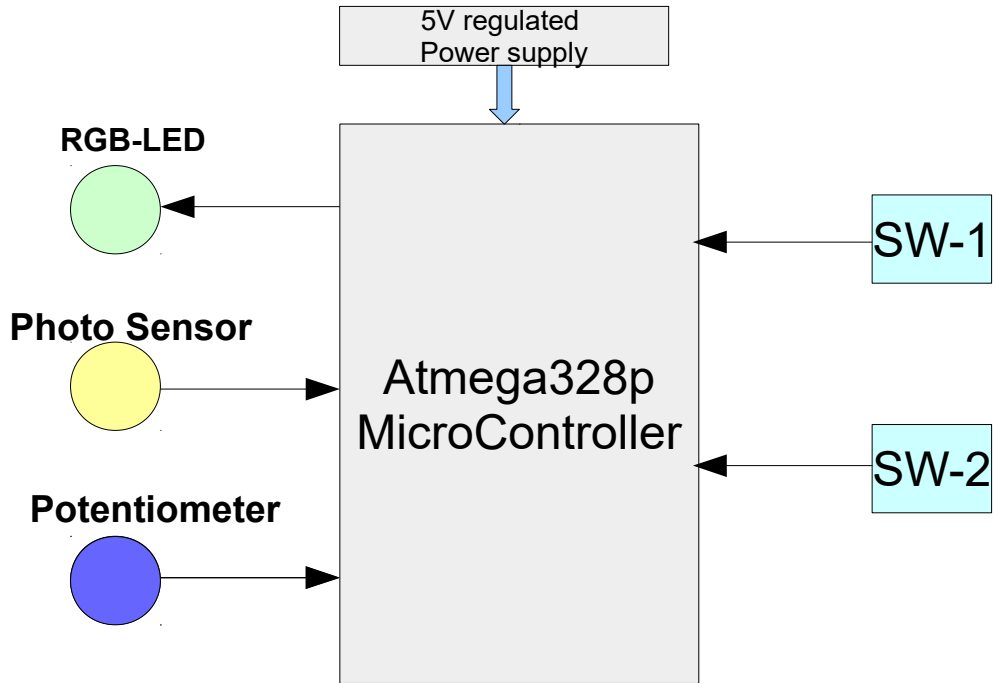 5V regulated
Power supply
RGB-LED
SW-1
Photo Sensor
Atmega328p
MicroController
SW-2
Potentiometer